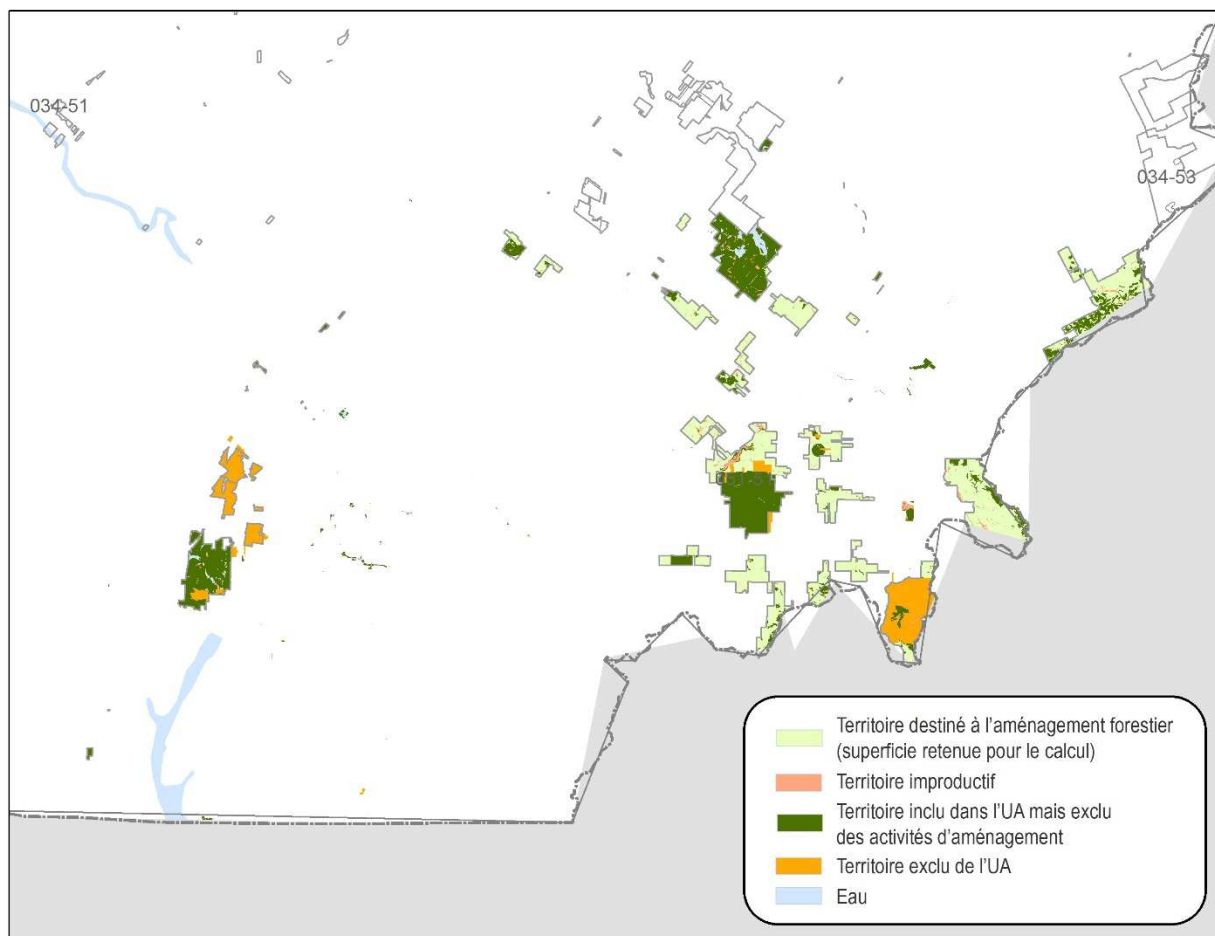 034-51
034-53
Territoire destiné à l'aménagement forestier
(superficie retenue pour le calcul)
Territoire improductif
Territoire inclu dans l'UA mais exclu
des activités d'aménagement
Territoire exclu de l'UA
Eau